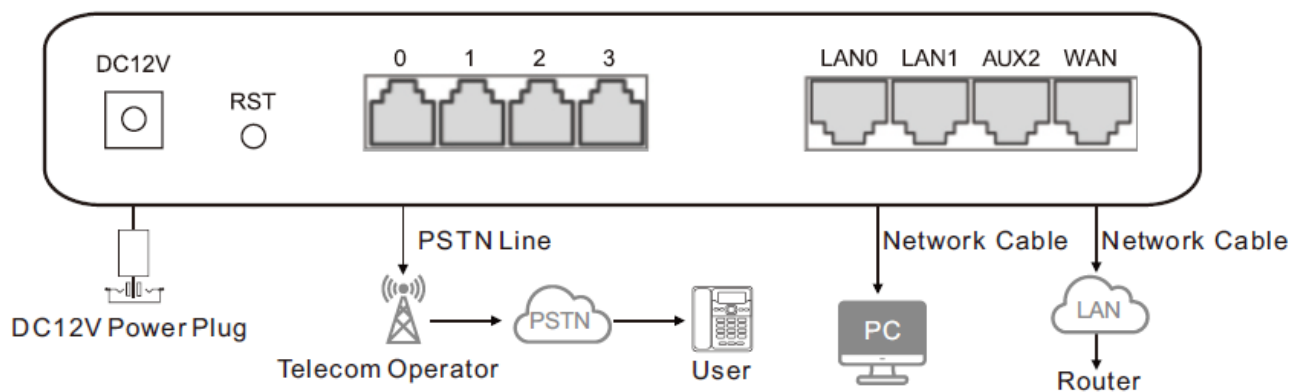 DC12V
RST
0 1 2 3
LAN0 LAN1 AUX2 WAN
PSTN Line
Network Cable
Network Cable
DC12V Power Plug
PSTN
PC
LAN
Telecom Operator
User
Router